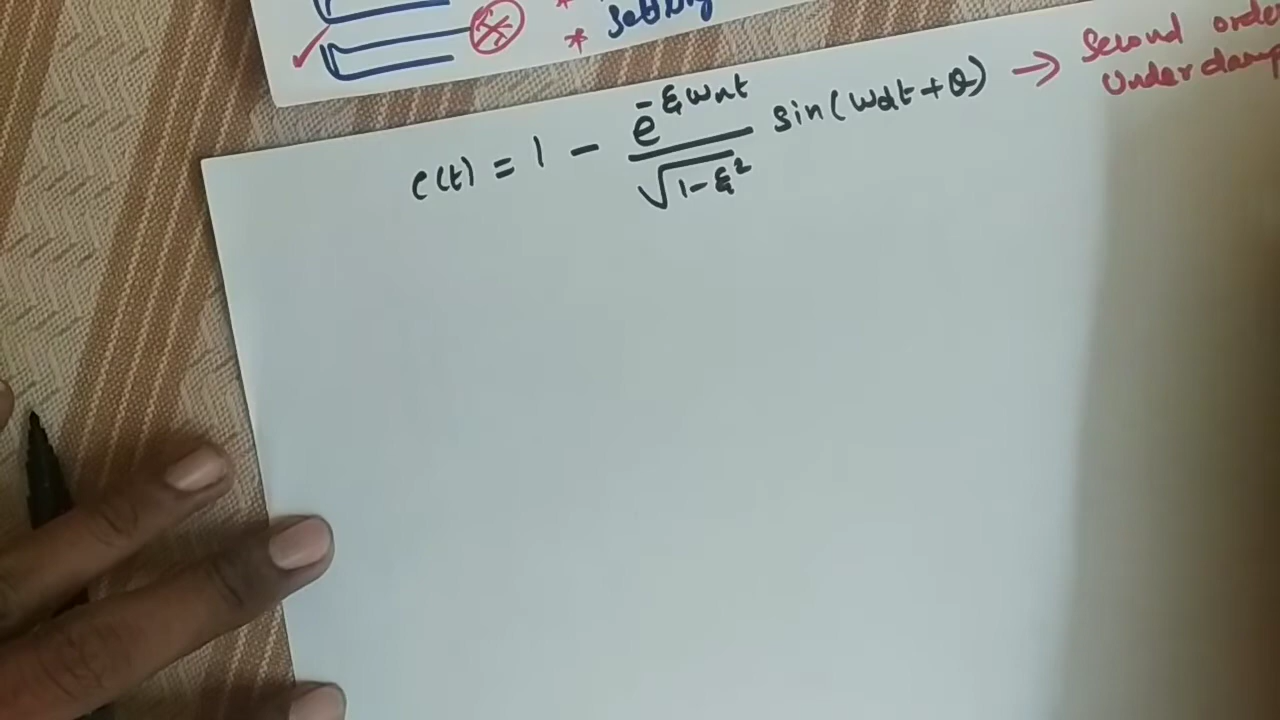 *
* Settling
c(t) = 1 - e^-ξωnt / √1-ξ² sin(ωdt+θ) → Second order
Underdamp